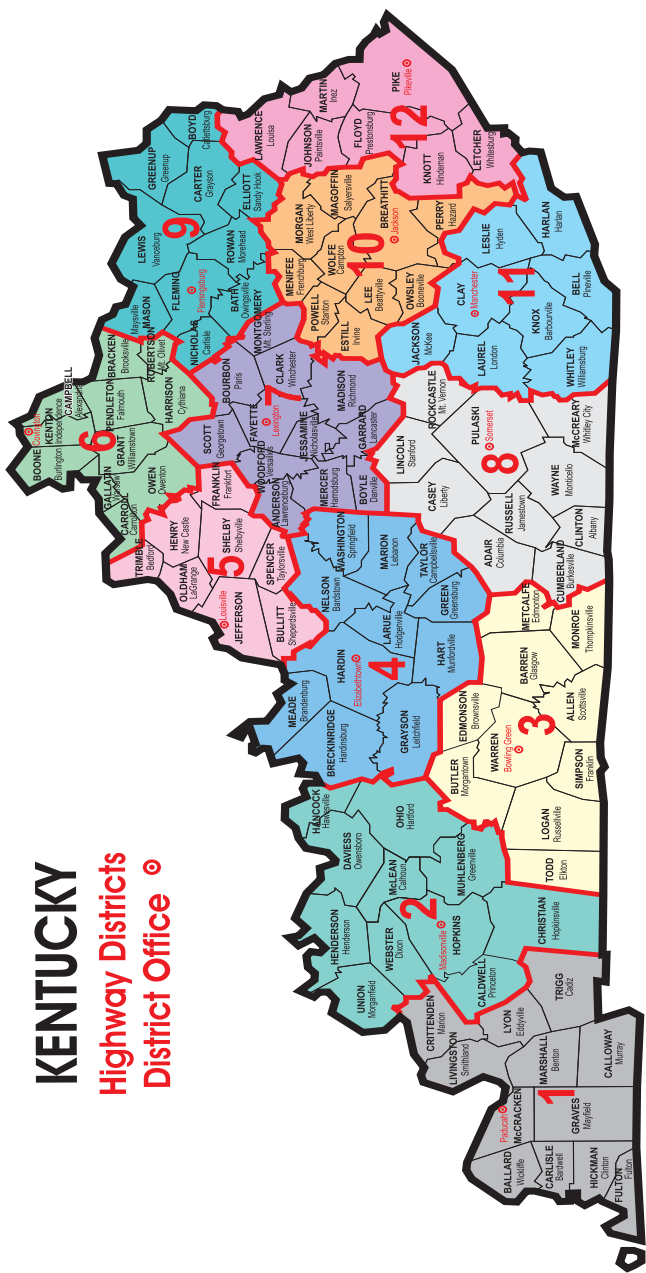 KENTUCKY
Highway Districts
District Office
1
BALLARD
Wickliffe
CARLISLE
Bardwell
HICKMAN
Clinton
FULTON
Fulton
Paducah
McCRACKEN
GRAVES
Mayfield
MARSHALL
Benton
CALLOWAY
Murray
LIVINGSTON
Smithland
CRITTENDEN
Marion
LYON
Eddyville
TRIGG
Cadiz
2
UNION
Morganfield
HENDERSON
Henderson
WEBSTER
Dixon
Madisonville
HOPKINS
CALDWELL
Princeton
CHRISTIAN
Hopkinsville
DAVIESS
Owensboro
McLEAN
Calhoun
MUHLENBERG
Greenville
HANCOCK
Hawesville
OHIO
Hartford
3
TODD
Elkton
LOGAN
Russellville
BUTLER
Morgantown
WARREN
Bowling Green
SIMPSON
Franklin
EDMONSON
Brownsville
ALLEN
Scottsville
BARREN
Glasgow
METCALFE
Edmonton
MONROE
Thompkinsville
4
BRECKINRIDGE
Hardinsburg
MEADE
Brandenburg
GRAYSON
Leitchfield
HARDIN
Elizabethtown
LARUE
Hodgenville
HART
Munfordville
NELSON
Bardstown
WASHINGTON
Springfield
MARION
Lebanon
TAYLOR
Campbellsville
GREEN
Greensburg
5
Louisville
JEFFERSON
BULLITT
Sheperdsville
OLDHAM
LaGrange
TRIMBLE
Bedford
HENRY
New Castle
SHELBY
Shelbyville
SPENCER
Taylorsville
FRANKLIN
Frankfort
6
BOONE
Burlington
Covington
KENTON
Independence
CAMPBELL
Alexandria
GALLATIN
Warsaw
CARROLL
Carrollton
GRANT
Williamstown
PENDLETON
Falmouth
OWEN
Owenton
HARRISON
Cythiana
BRACKEN
Brooksville
ROBERTSON
Mt. Olivet
7
SCOTT
Georgetown
BOURBON
Paris
FAYETTE
Lexington
WOODFORD
Versailles
ANDERSON
Lawrenceburg
JESSAMINE
Nicholasville
MERCER
Harrodsburg
BOYLE
Danville
GARRARD
Lancaster
MADISON
Richmond
CLARK
Winchester
MONTGOMERY
Mt. Sterling
8
LINCOLN
Stanford
CASEY
Liberty
ROCKCASTLE
Mt. Vernon
PULASKI
Somerset
ADAIR
Columbia
RUSSELL
Jamestown
WAYNE
Monticello
McCREARY
Whitley City
CLINTON
Albany
CUMBERLAND
Burkesville
9
MASON
Maysville
LEWIS
Vanceburg
GREENUP
Greenup
BOYD
Catlettsburg
CARTER
Grayson
ELLIOTT
Sandy Hook
ROWAN
Morehead
FLEMING
Flemingsburg
BATH
Owingsville
NICHOLAS
Carlisle
10
MENIFEE
Frenchburg
MORGAN
West Liberty
MAGOFFIN
Salyersville
POWELL
Stanton
WOLFE
Campton
BREATHITT
Jackson
ESTILL
Irvine
LEE
Beattyville
OWSLEY
Booneville
PERRY
Hazard
11
JACKSON
McKee
CLAY
Manchester
LESLIE
Hyden
LAUREL
London
KNOX
Barbourville
WHITLEY
Williamsburg
BELL
Pineville
HARLAN
Harlan
12
LAWRENCE
Louisa
JOHNSON
Paintsville
MARTIN
Inez
FLOYD
Prestonsburg
PIKE
Pikeville
KNOTT
Hindeman
LETCHER
Whitesburg